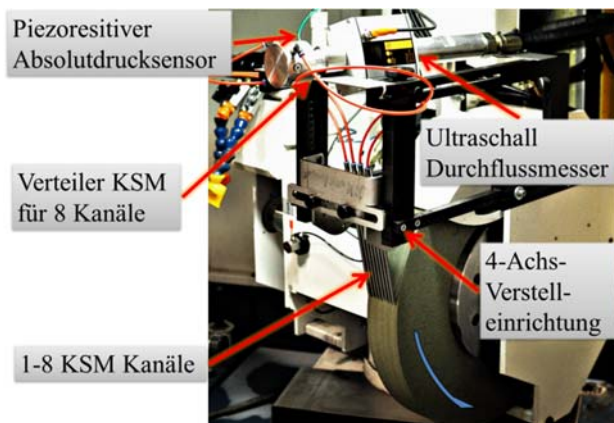 Piezoresitiver
Absolutdrucksensor
Ultraschall
Durchflussmesser
Verteiler KSM
für 8 Kanäle
4-Achs-
Verstell-
einrichtung
1-8 KSM Kanäle